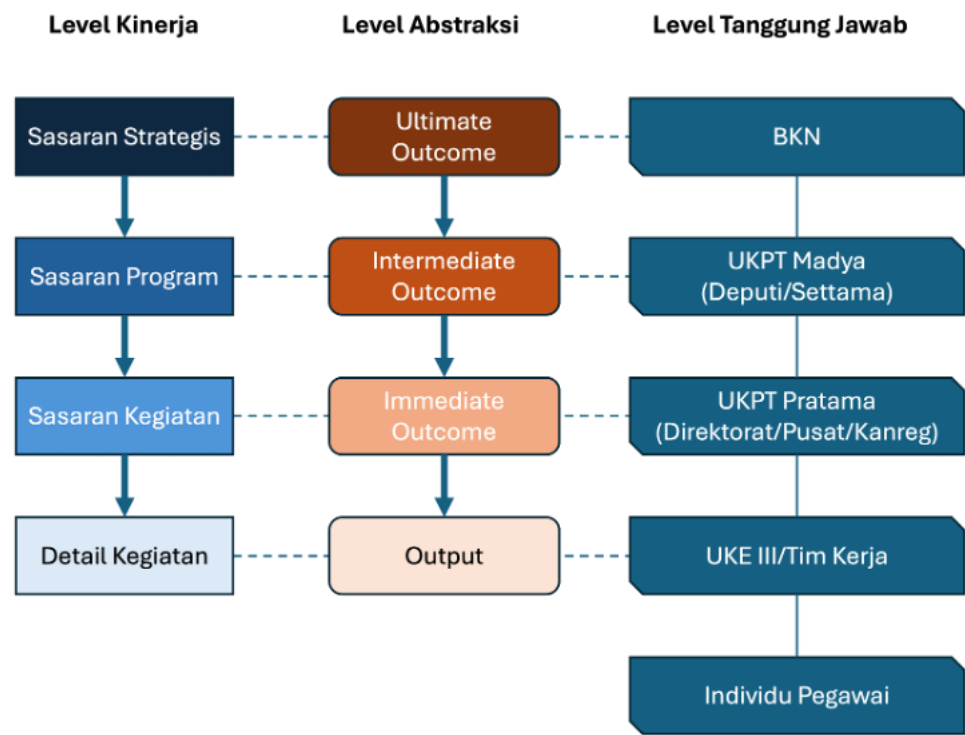 Level Kinerja
Level Abstraksi
Level Tanggung Jawab
Sasaran Strategis
Ultimate
Outcome
BKN
Sasaran Program
Intermediate
Outcome
UKPT Madya
(Deputi/Settama)
Sasaran Kegiatan
Immediate
Outcome
UKPT Pratama
(Direktorat/Pusat/Kanreg)
Detail Kegiatan
Output
UKE III/Tim Kerja
Individu Pegawai